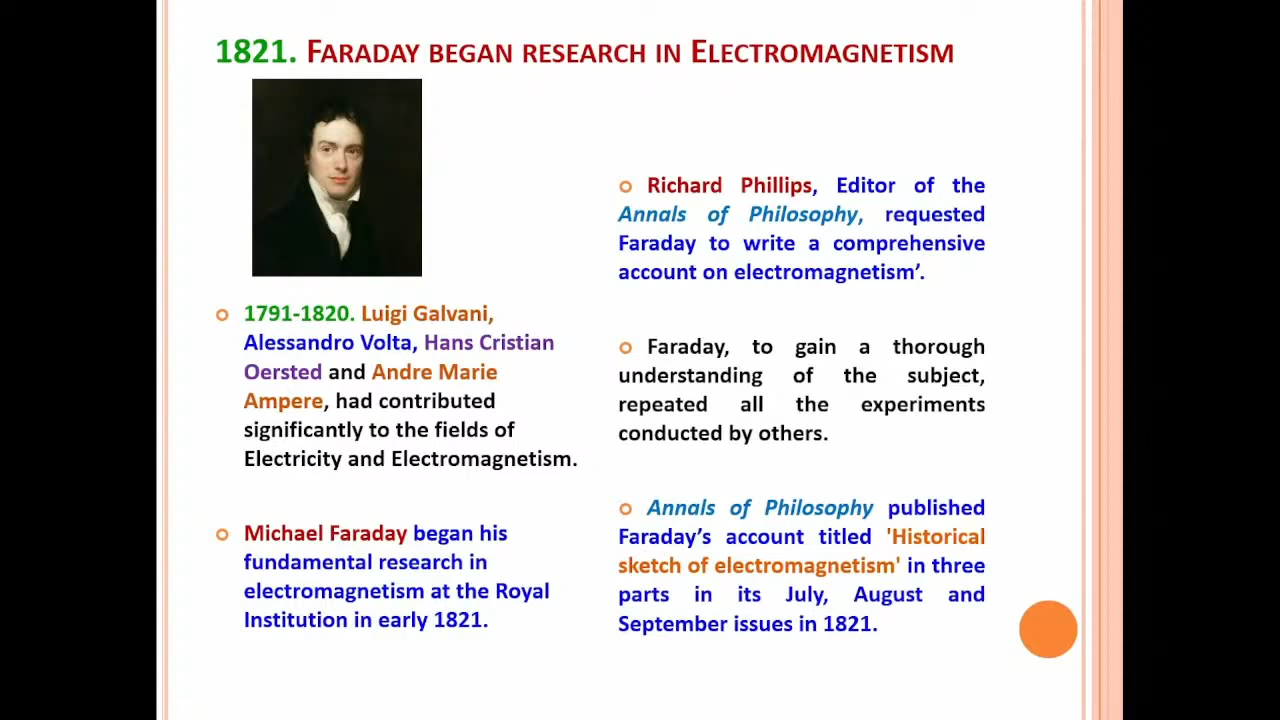 1821. FARADAY BEGAN RESEARCH IN ELECTROMAGNETISM
1791-1820. Luigi Galvani,
Alessandro Volta, Hans Cristian
Oersted and Andre Marie
Ampere, had contributed
significantly to the fields of
Electricity and Electromagnetism.
Michael Faraday began his
fundamental research in
electromagnetism at the Royal
Institution in early 1821.
Richard Phillips, Editor of the
Annals of Philosophy, requested
Faraday to write a comprehensive
account on electromagnetism’.
Faraday, to gain a thorough
understanding of the subject,
repeated all the experiments
conducted by others.
Annals of Philosophy published
Faraday’s account titled 'Historical
sketch of electromagnetism' in three
parts in its July, August and
September issues in 1821.